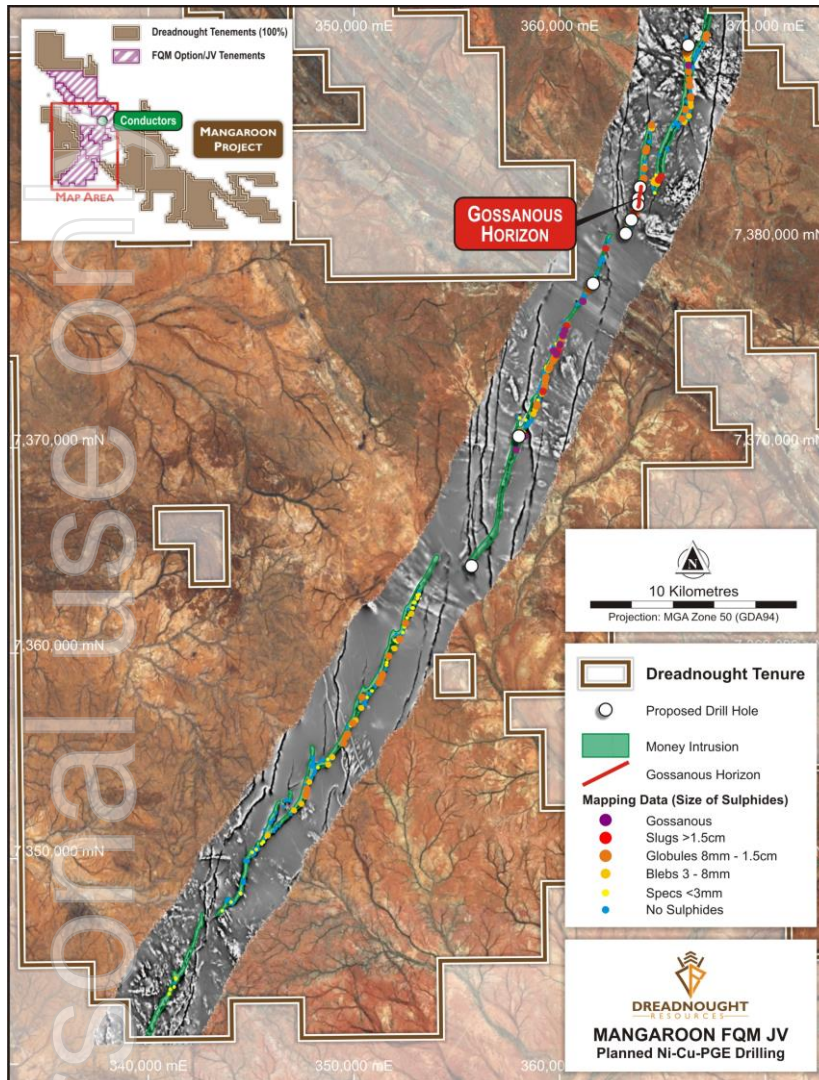 350,000 mE
360,000 mE
370,000 mE
Dreadnought Tenements (100%)
FQM Option/JV Tenements
Conductors
MANGAROON
PROJECT
MAP AREA
GOSSANOUS
HORIZON
7,380,000 mN
7,370,000 mN
7,370,000 mN
7,360,000 mN
7,350,000 mN
sonal use only
N
10 Kilometres
Projection: MGA Zone 50 (GDA94)
Dreadnought Tenure
Proposed Drill Hole
Money Intrusion
Gossanous Horizon
Mapping Data (Size of Sulphides)
Gossanous
Slugs >1.5cm
Globules 8mm - 1.5cm
Blebs 3 - 8mm
Specs <3mm
No Sulphides
DREADNOUGHT
RESOURCES
MANGAROON FQM JV
Planned Ni-Cu-PGE Drilling
340,000 mE
350,000 mE
360,000 mE